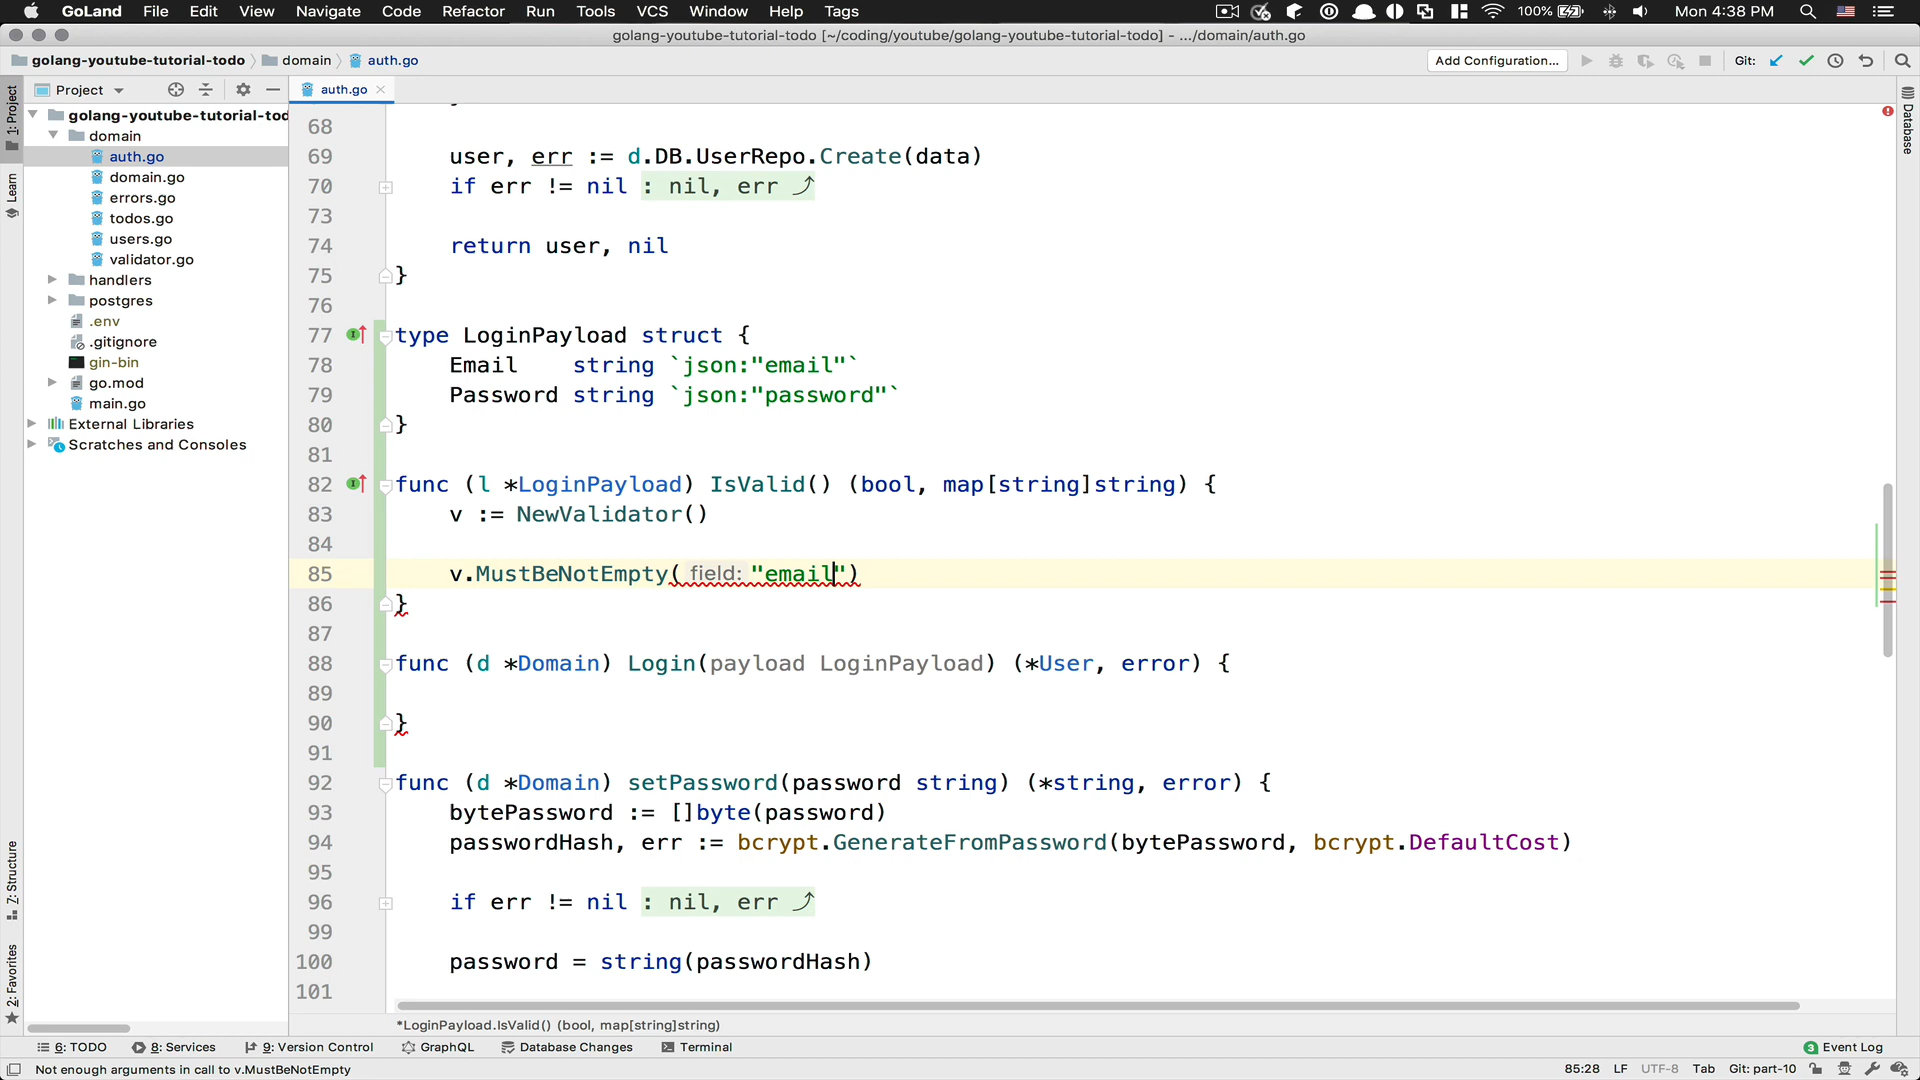 GoLand File Edit View Navigate Code Refactor Run Tools VCS Window Help Tags 100% Mon 4:38 PM
golang-youtube-tutorial-todo [~/coding/youtube/golang-youtube-tutorial-todo] - .../domain/auth.go
golang-youtube-tutorial-todo domain auth.go Add Configuration... Git:
Project auth.go
1: Project
Learn
7: Structure
2: Favorites
Database
golang-youtube-tutorial-tod
domain
auth.go
domain.go
errors.go
todos.go
users.go
validator.go
handlers
postgres
.env
.gitignore
gin-bin
go.mod
main.go
External Libraries
Scratches and Consoles
68
69 user, err := d.DB.UserRepo.Create(data)
70 if err != nil : nil, err
73
74 return user, nil
75 }
76
77 type LoginPayload struct {
78 Email string `json:"email"`
79 Password string `json:"password"`
80 }
81
82 func (l *LoginPayload) IsValid() (bool, map[string]string) {
83 v := NewValidator()
84
85 v.MustBeNotEmpty( field: "email")
86 }
87
88 func (d *Domain) Login(payload LoginPayload) (*User, error) {
89
90 }
91
92 func (d *Domain) setPassword(password string) (*string, error) {
93 bytePassword := []byte(password)
94 passwordHash, err := bcrypt.GenerateFromPassword(bytePassword, bcrypt.DefaultCost)
95
96 if err != nil : nil, err
99
100 password = string(passwordHash)
101
*LoginPayload.IsValid() (bool, map[string]string)
6: TODO 8: Services 9: Version Control GraphQL Database Changes Terminal 3 Event Log
Not enough arguments in call to v.MustBeNotEmpty 85:28 LF UTF-8 Tab Git: part-10